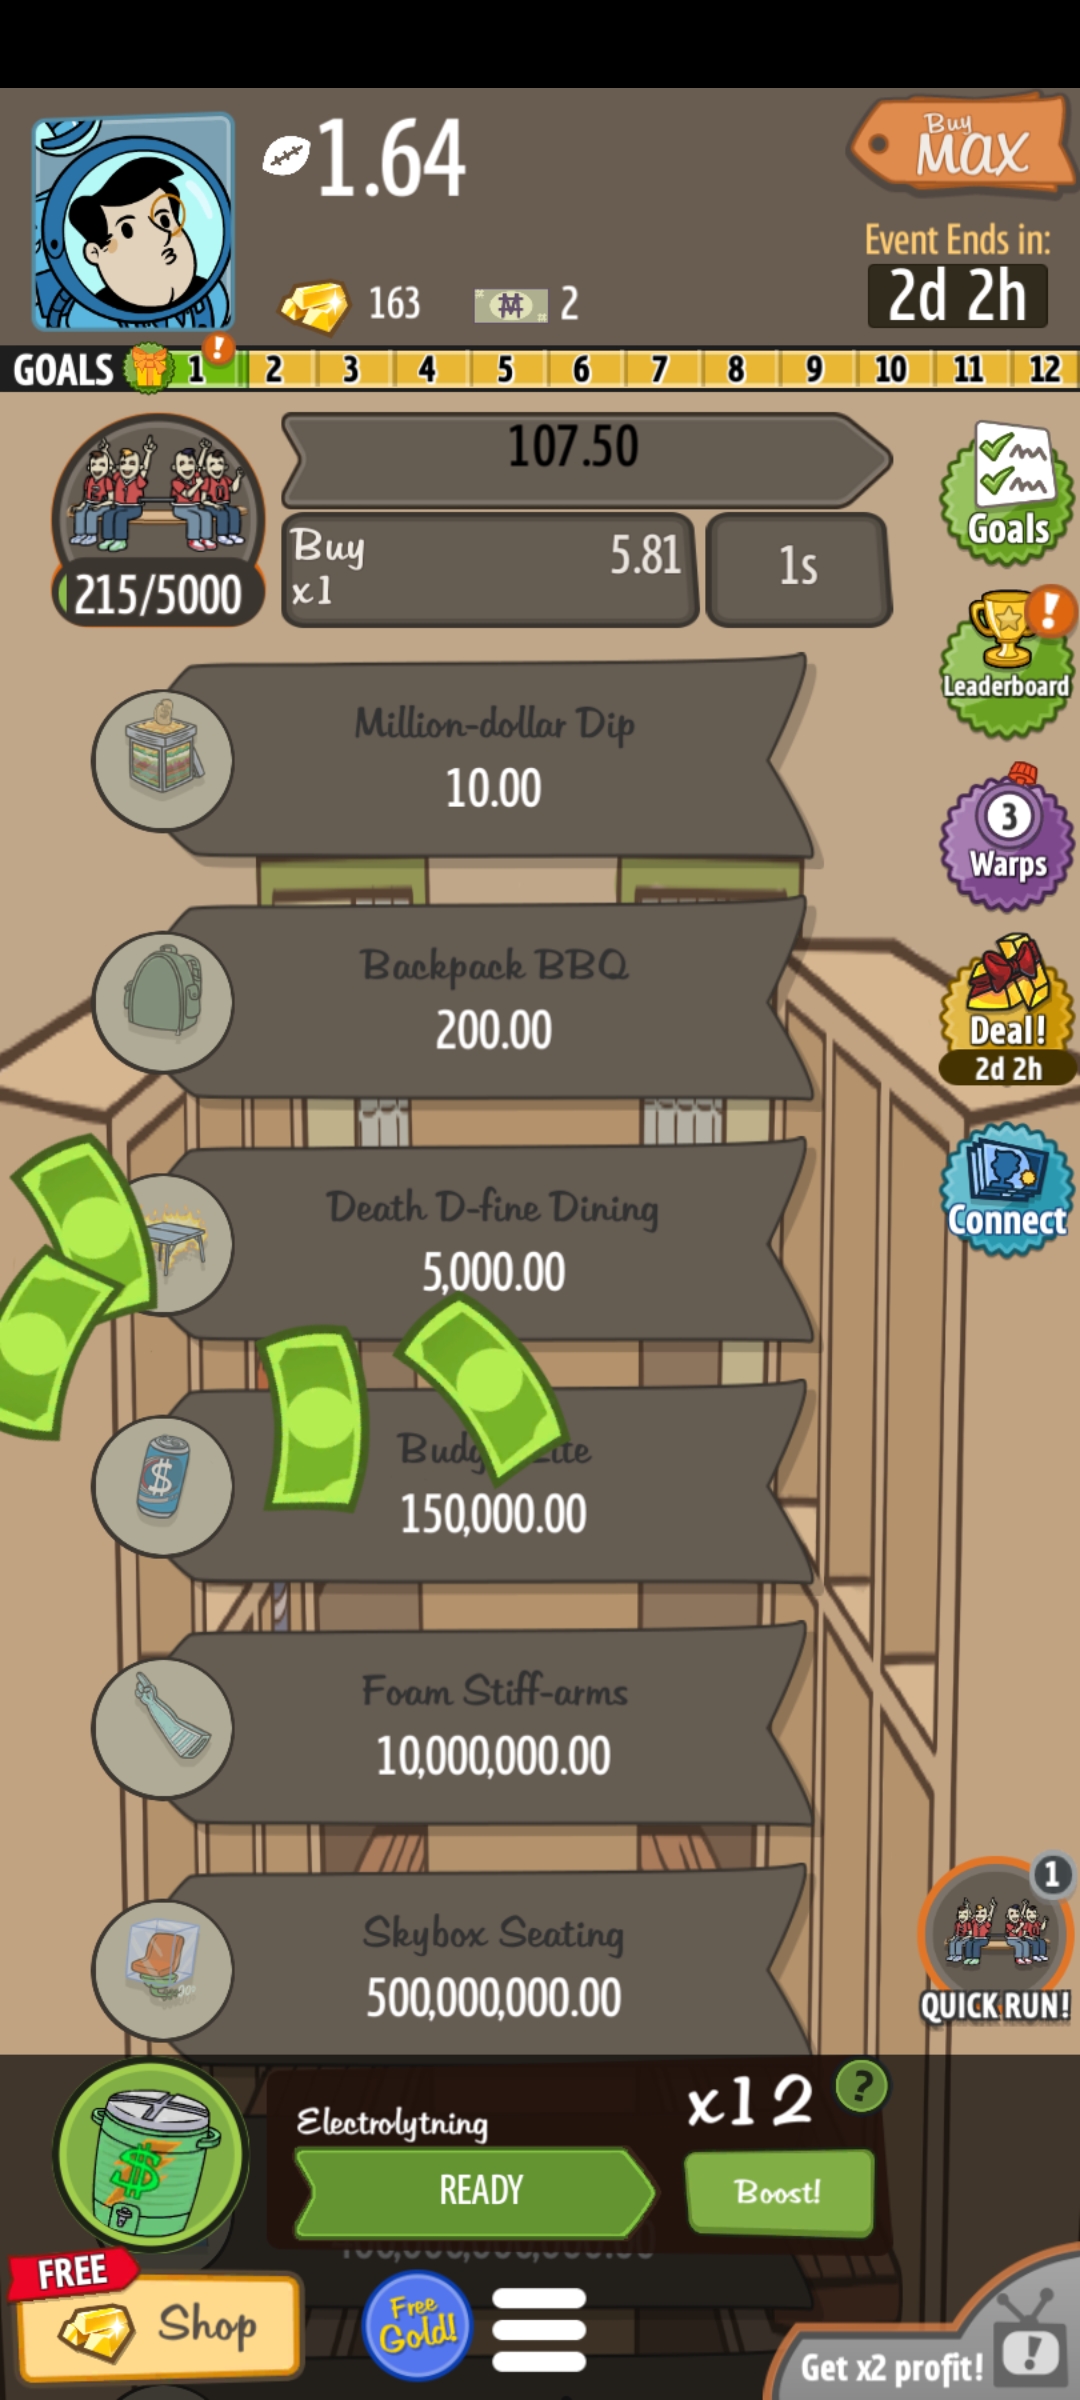 1.64
Buy
MAX
Event Ends in:
2d 2h
163
2
GOALS 1 ! 2 3 4 5 6 7 8 9 10 11 12
107.50
Buy
x1
5.81
1s
215/5000
Goals
!
Leaderboard
Million-dollar Dip
10.00
3
Warps
Backpack BBQ
200.00
Deal!
2d 2h
Death D-fine Dining
5,000.00
Connect
150,000.00
$
Foam Stiff-arms
10,000,000.00
Skybox Seating
500,000,000.00
1
QUICK RUN!
x12
?
Electrolytning
$
READY
Boost!
FREE
Shop
Free
Gold!
Get x2 profit!
!